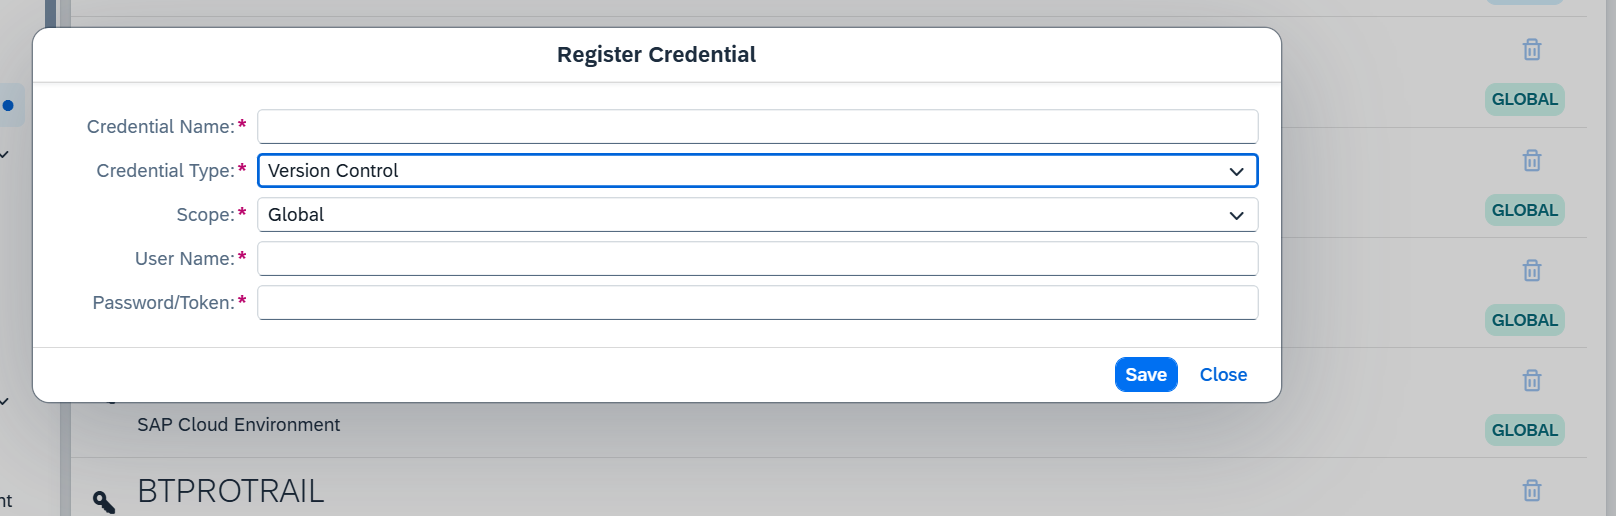 Register Credential
GLOBAL
Credential Name:*
Credential Type:* Version Control
Scope:* Global
GLOBAL
User Name:*
Password/Token:*
GLOBAL
Save Close
SAP Cloud Environment
GLOBAL
BTPROTRAIL
nt